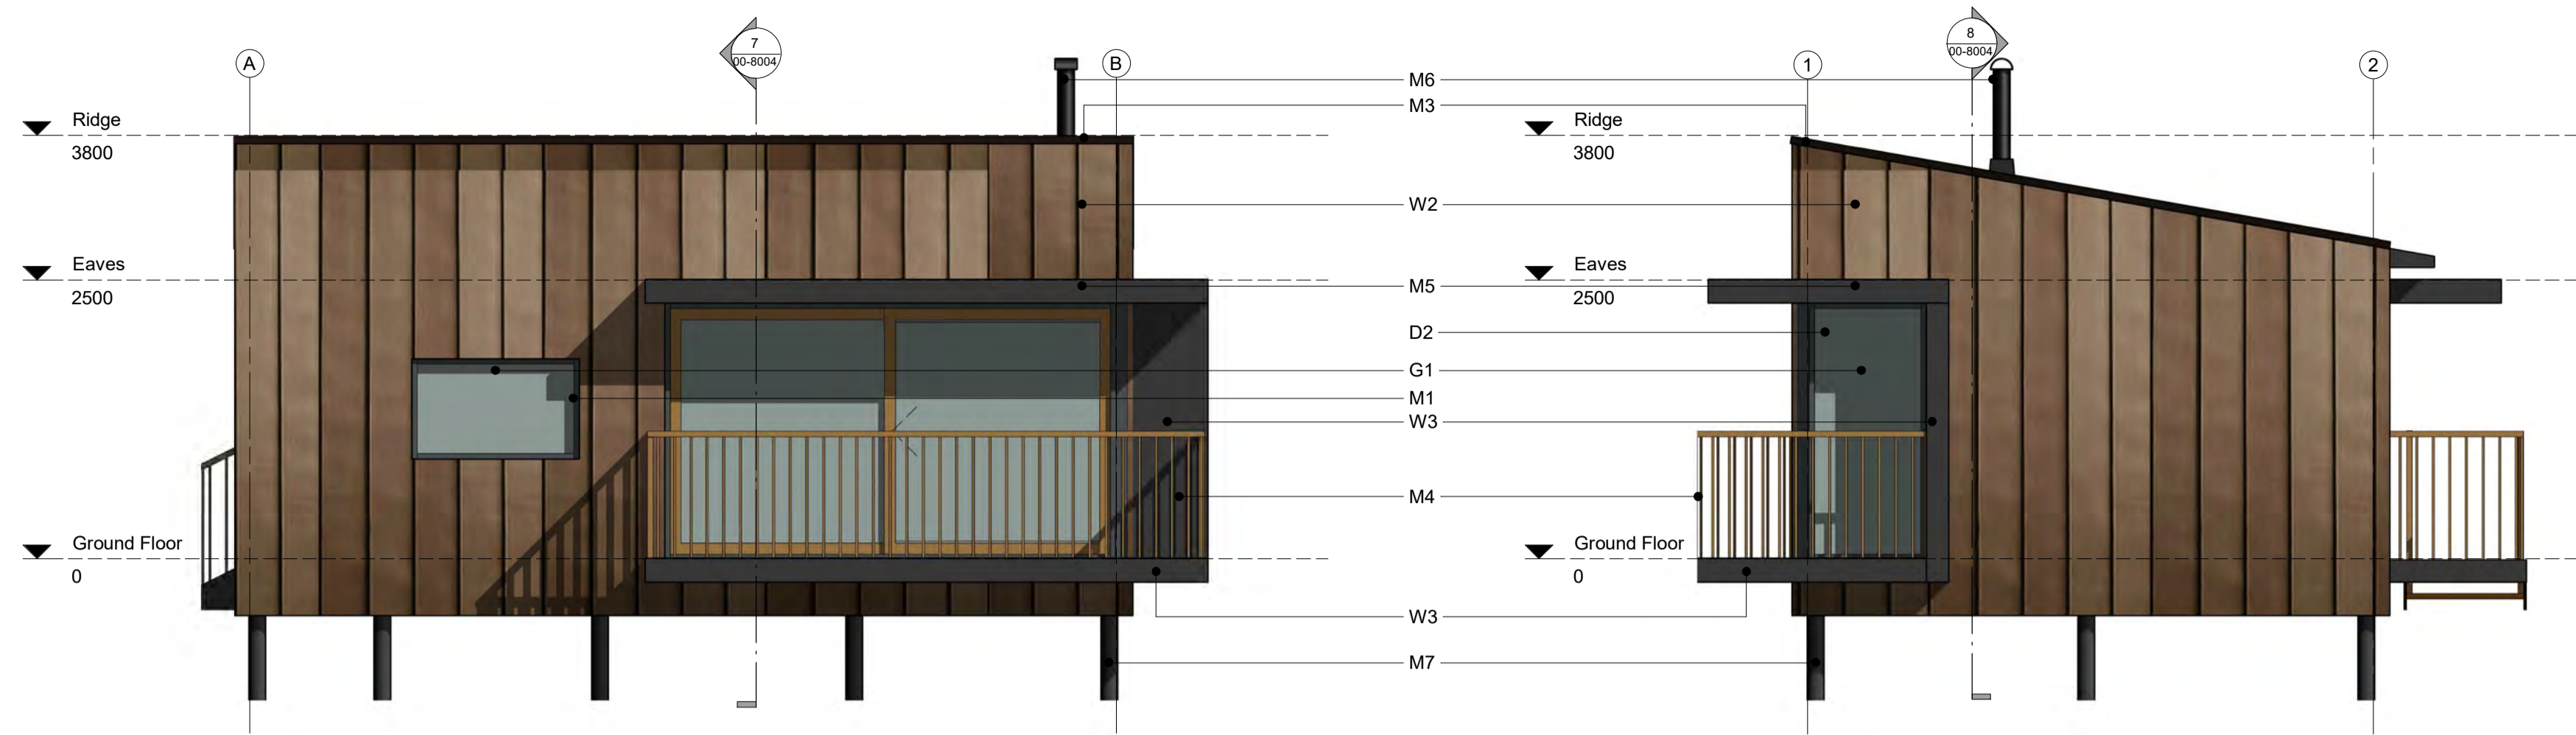 7
00-8004
8
00-8004
A
B
1
2
M6
M3
Ridge
3800
Ridge
3800
W2
Eaves
2500
M5
Eaves
2500
D2
G1
M1
W3
M4
Ground Floor
0
Ground Floor
0
W3
M7